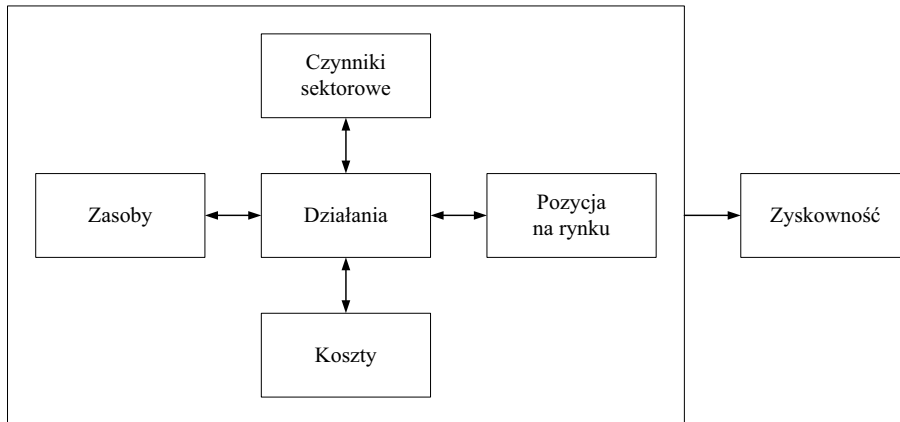 Czynniki
sektorowe
Zasoby
Działania
Pozycja
na rynku
Zyskowność
Koszty